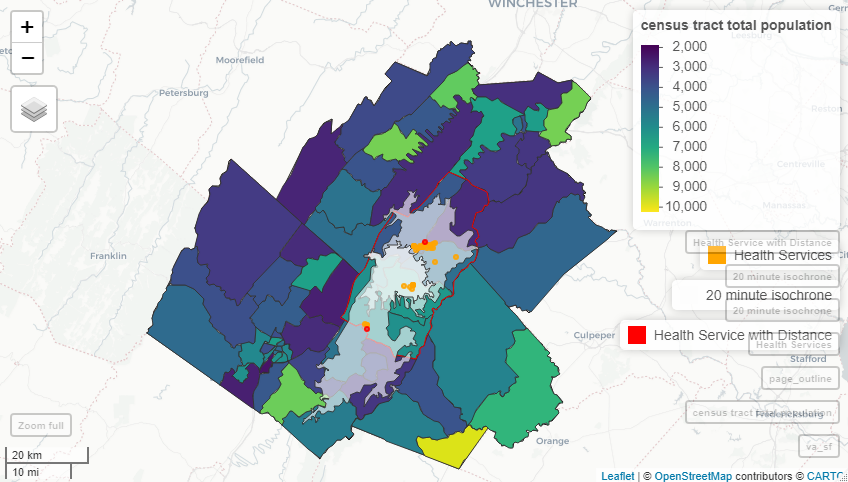 WINCHESTER
+
−
Moorefield
Petersburg
Franklin
Culpeper
Stafford
Fredericksburg
Orange
Leesburg
Reston
Centreville
Manassas
Warrenton
census tract total population
2,000
3,000
4,000
5,000
6,000
7,000
8,000
9,000
10,000
Health Service with Distance
Health Services
20 minute isochrone
20 minute isochrone
20 minute isochrone
Health Service with Distance
Health Services
page_outline
census tract total population
va_sf
Zoom full
20 km
10 mi
Leaflet | © OpenStreetMap contributors © CARTO